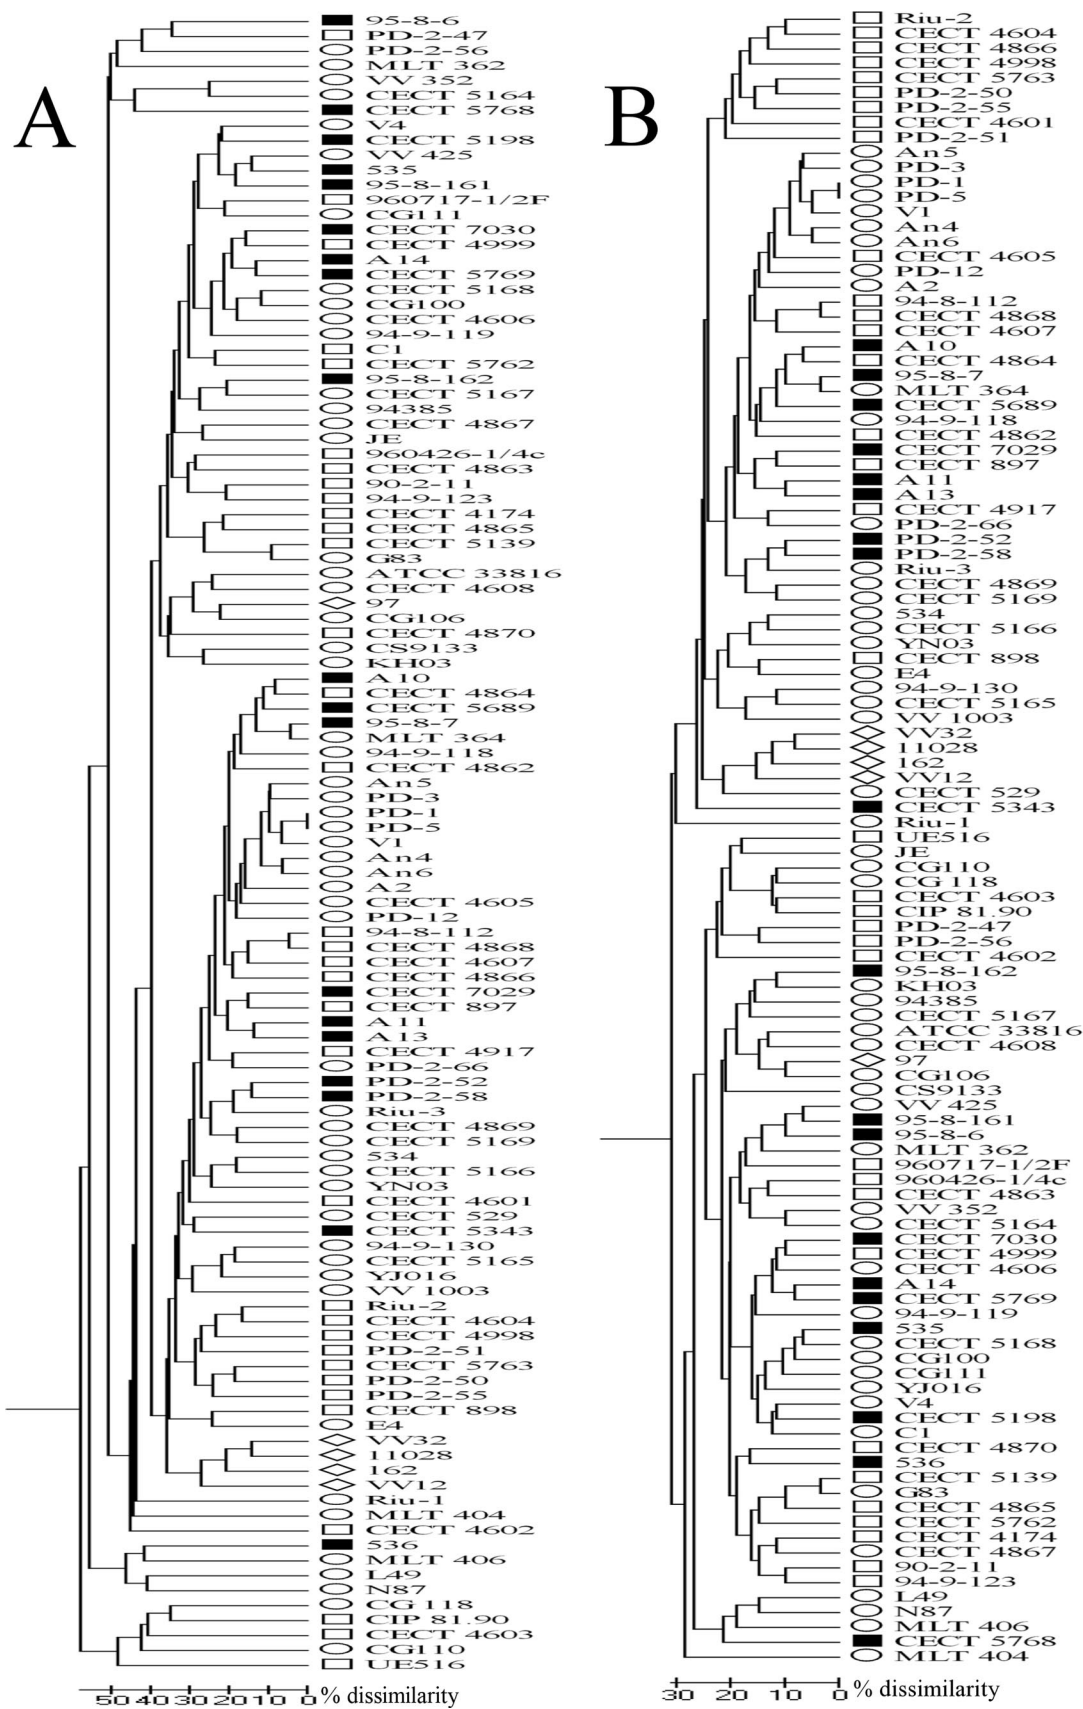 A
95-8-6
PD-2-47
PD-2-56
MLT 362
VV 352
CECT 5164
CECT 5768
V4
CECT 5198
VV 425
535
95-8-161
960717-1/2F
CG111
CECT 7030
CECT 4999
A14
CECT 5769
CECT 5168
CG100
CECT 4606
94-9-119
C1
CECT 5762
95-8-162
CECT 5167
94385
CECT 4867
JE
960426-1/4c
CECT 4863
90-2-11
94-9-123
CECT 4174
CECT 4865
CECT 5139
G83
ATCC 33816
CECT 4608
97
CG106
CECT 4870
CS9133
KH03
A10
CECT 4864
CECT 5689
95-8-7
MLT 364
94-9-118
CECT 4862
An5
PD-3
PD-1
PD-5
V1
An4
An6
A2
CECT 4605
PD-12
94-8-112
CECT 4868
CECT 4607
CECT 4866
CECT 7029
CECT 897
A11
A13
CECT 4917
PD-2-66
PD-2-52
PD-2-58
Riu-3
CECT 4869
CECT 5169
534
CECT 5166
YN03
CECT 4601
CECT 529
CECT 5343
94-9-130
CECT 5165
YJ016
VV 1003
Riu-2
CECT 4604
CECT 4998
PD-2-51
CECT 5763
PD-2-50
PD-2-55
CECT 898
E4
VV32
11028
162
VV12
Riu-1
MLT 404
CECT 4602
536
MLT 406
L49
N87
CG 118
CIP 81.90
CECT 4603
CG110
UE516
50 40 30 20 10 0 % dissimilarity
B
Riu-2
CECT 4604
CECT 4866
CECT 4998
CECT 5763
PD-2-50
PD-2-55
CECT 4601
PD-2-51
An5
PD-3
PD-1
PD-5
V1
An4
An6
CECT 4605
PD-12
A2
94-8-112
CECT 4868
CECT 4607
A10
CECT 4864
95-8-7
MLT 364
CECT 5689
94-9-118
CECT 4862
CECT 7029
CECT 897
A11
A13
CECT 4917
PD-2-66
PD-2-52
PD-2-58
Riu-3
CECT 4869
CECT 5169
534
CECT 5166
YN03
CECT 898
E4
94-9-130
CECT 5165
VV 1003
VV32
11028
162
VV12
CECT 529
CECT 5343
Riu-1
UE516
JE
CG110
CG 118
CECT 4603
CIP 81.90
PD-2-47
PD-2-56
CECT 4602
95-8-162
KH03
94385
CECT 5167
ATCC 33816
CECT 4608
97
CG106
CS9133
VV 425
95-8-161
95-8-6
MLT 362
960717-1/2F
960426-1/4c
CECT 4863
VV 352
CECT 5164
CECT 7030
CECT 4999
CECT 4606
A14
CECT 5769
94-9-119
535
CECT 5168
CG100
CG111
YJ016
V4
CECT 5198
C1
CECT 4870
536
CECT 5139
G83
CECT 4865
CECT 5762
CECT 4174
CECT 4867
90-2-11
94-9-123
L49
N87
MLT 406
CECT 5768
MLT 404
30 20 10 0 % dissimilarity